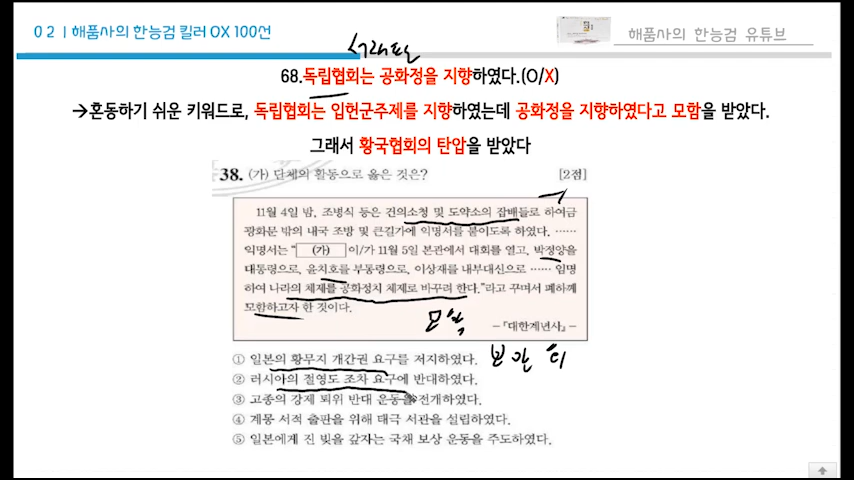 02 | 해품사의 한능검 킬러 OX 100선
해품사의 한능검 유튜브
68.독립협회는 공화정을 지향하였다.(O/X)
→혼동하기 쉬운 키워드로, 독립협회는 입헌군주제를 지향하였는데 공화정을 지향하였다고 모함을 받았다.
그래서 황국협회의 탄압을 받았다
38. (가) 단체의 활동으로 옳은 것은? [2점]
11월 4일 밤, 조병식 등은 건의소청 및 도약소의 잡배들로 하여금
광화문 밖의 내국 조방 및 큰길가에 익명서를 붙이도록 하였다. ……
익명서는 “ (가) 이/가 11월 5일 본관에서 대회를 열고, 박정양을
대통령으로, 윤치호를 부통령으로, 이상재를 내부대신으로 …… 임명
하여 나라의 체제를 공화정치 체제로 바꾸려 한다.”라고 꾸며서 폐하께
모함하고자 한 것이다.
모함
－『대한계년사』－
① 일본의 황무지 개간권 요구를 저지하였다.
보안회
② 러시아의 절영도 조차 요구에 반대하였다.
③ 고종의 강제 퇴위 반대 운동을 전개하였다.
④ 계몽 서적 출판을 위해 태극 서관을 설립하였다.
⑤ 일본에게 진 빚을 갚자는 국채 보상 운동을 주도하였다.